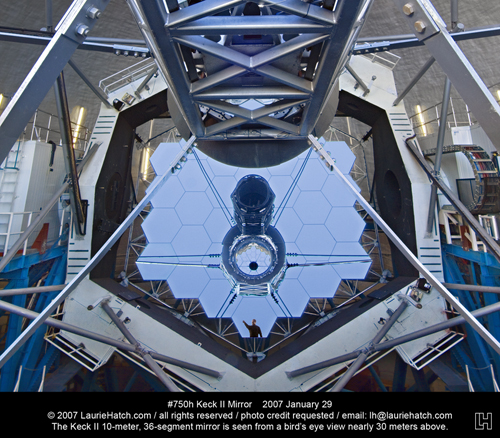 #750h Keck II Mirror 2007 January 29
© 2007 LaurieHatch.com / all rights reserved / photo credit requested / email: lh@lauriehatch.com
The Keck II 10-meter, 36-segment mirror is seen from a bird's eye view nearly 30 meters above.